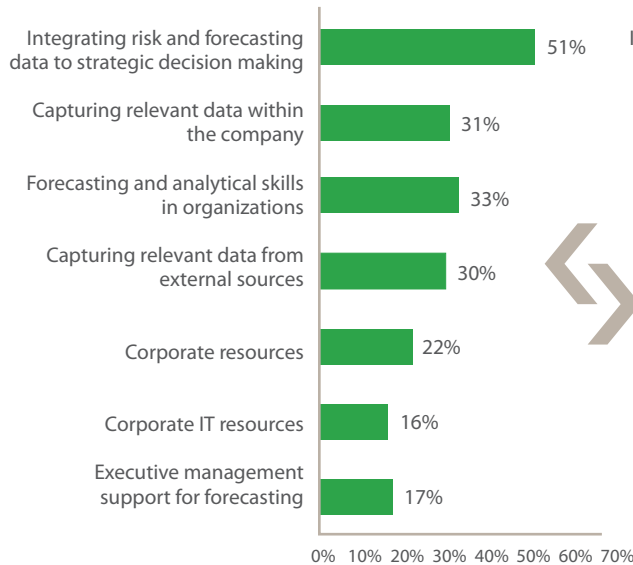 Integrating risk and forecasting
data to strategic decision making
51%
Capturing relevant data within
the company
31%
Forecasting and analytical skills
in organizations
33%
Capturing relevant data from
external sources
30%
Corporate resources
22%
Corporate IT resources
16%
Executive management
support for forecasting
17%
0% 10% 20% 30% 40% 50% 60% 70%